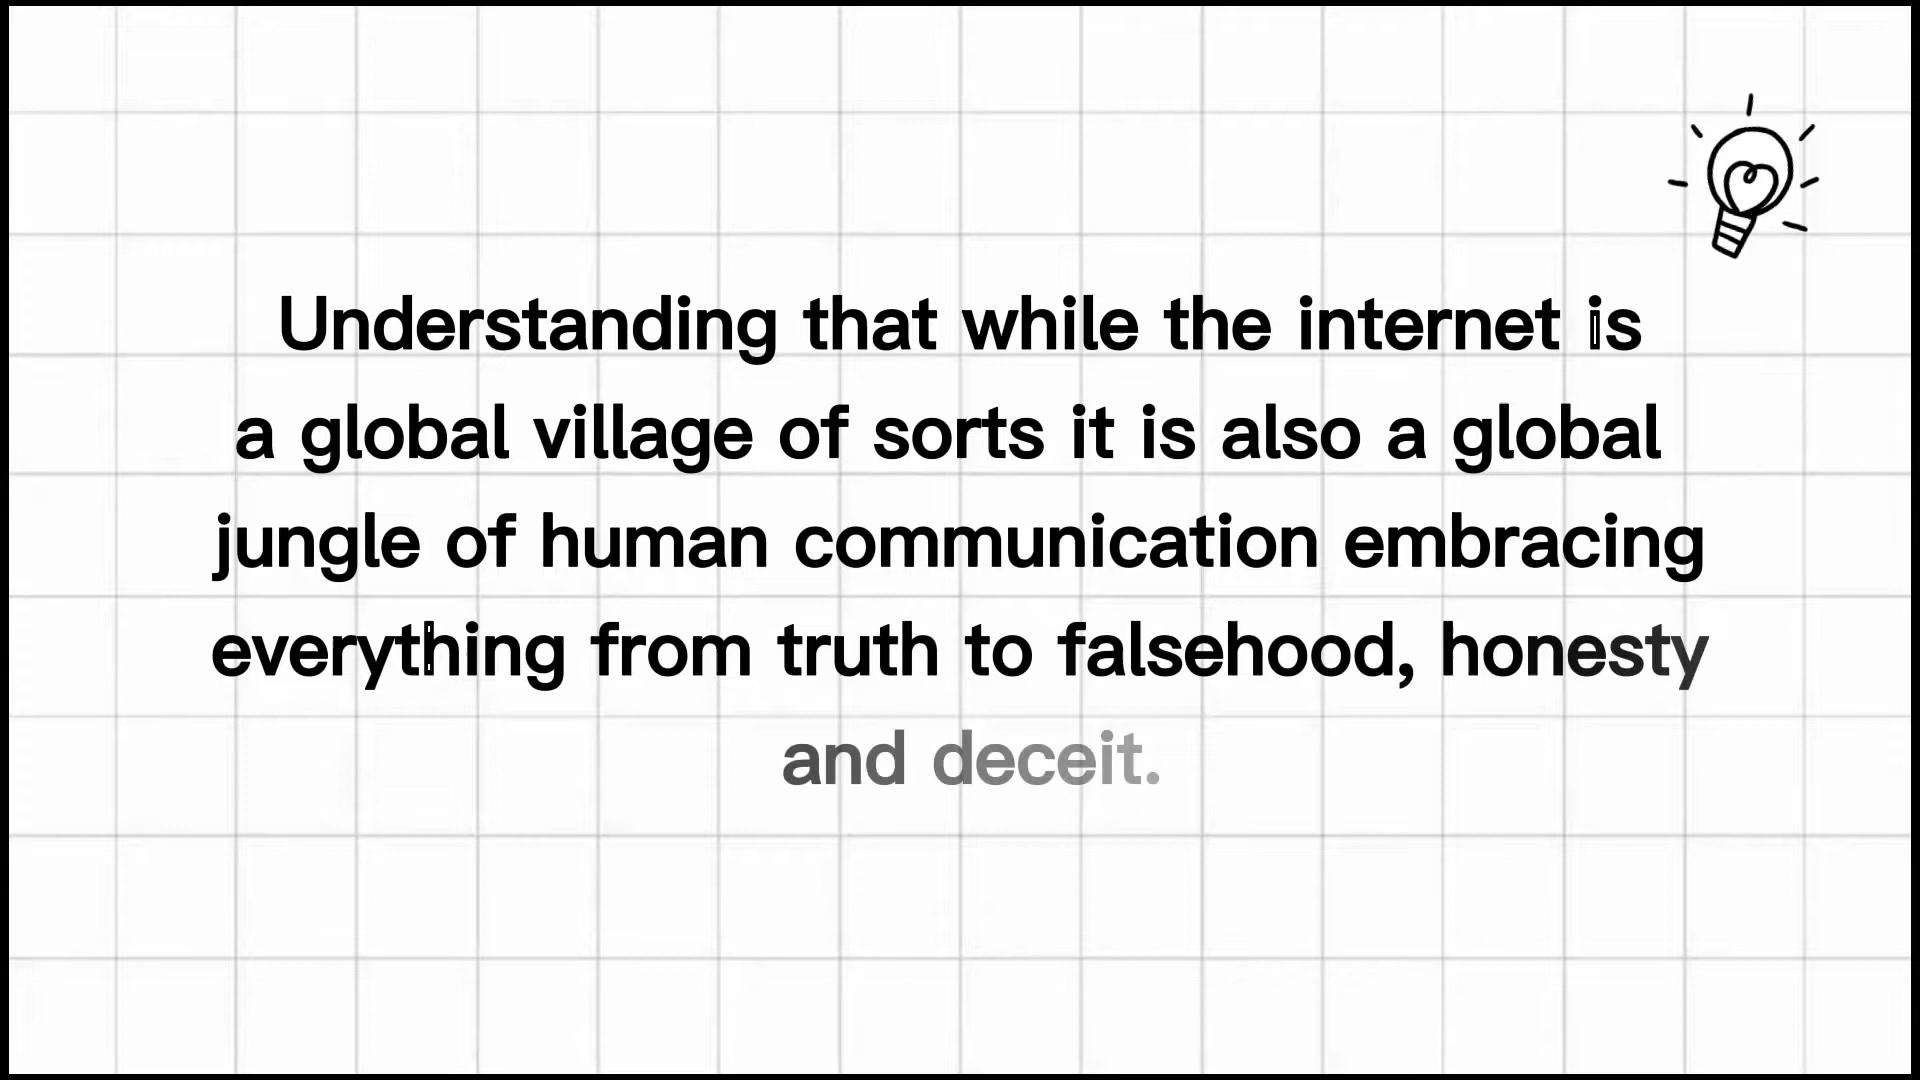 Understanding that while the internet is
a global village of sorts it is also a global
jungle of human communication embracing
everything from truth to falsehood, honesty
and deceit.